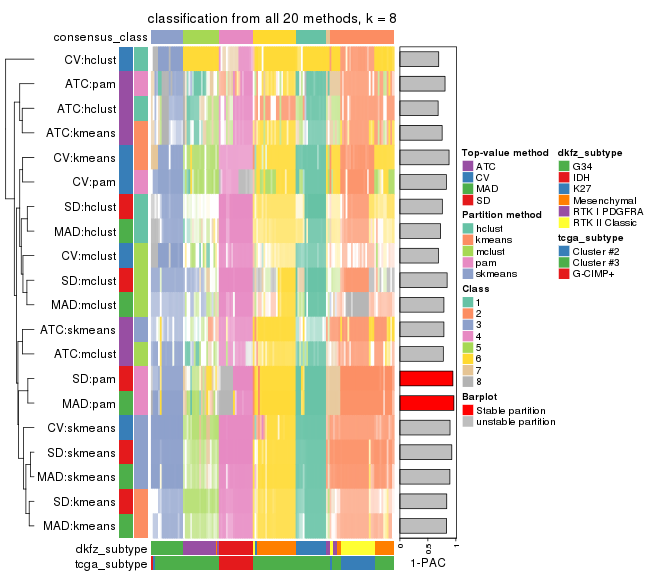 classification from all 20 methods, k = 8
consensus_class
CV:hclust
ATC:pam
ATC:hclust
ATC:kmeans
CV:kmeans
CV:pam
SD:hclust
MAD:hclust
CV:mclust
SD:mclust
MAD:mclust
ATC:skmeans
ATC:mclust
SD:pam
MAD:pam
CV:skmeans
SD:skmeans
MAD:skmeans
SD:kmeans
MAD:kmeans
dkfz_subtype
tcga_subtype
0
0.5
1
1-PAC
Top-value method
ATC
CV
MAD
SD
Partition method
hclust
kmeans
mclust
pam
skmeans
Class
1
2
3
4
5
6
7
8
Barplot
Stable partition
unstable partition
dkfz_subtype
G34
IDH
K27
Mesenchymal
RTK I PDGFRA
RTK II Classic
tcga_subtype
Cluster #2
Cluster #3
G-CIMP+